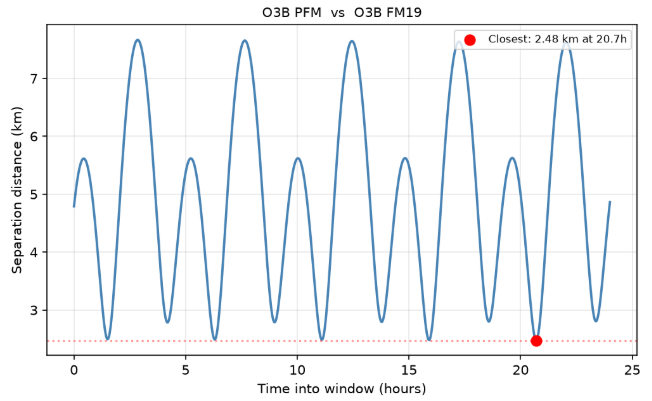 O3B PFM vs O3B FM19
Closest: 2.48 km at 20.7h
Separation distance (km)
7
6
5
4
3
0 5 10 15 20 25
Time into window (hours)